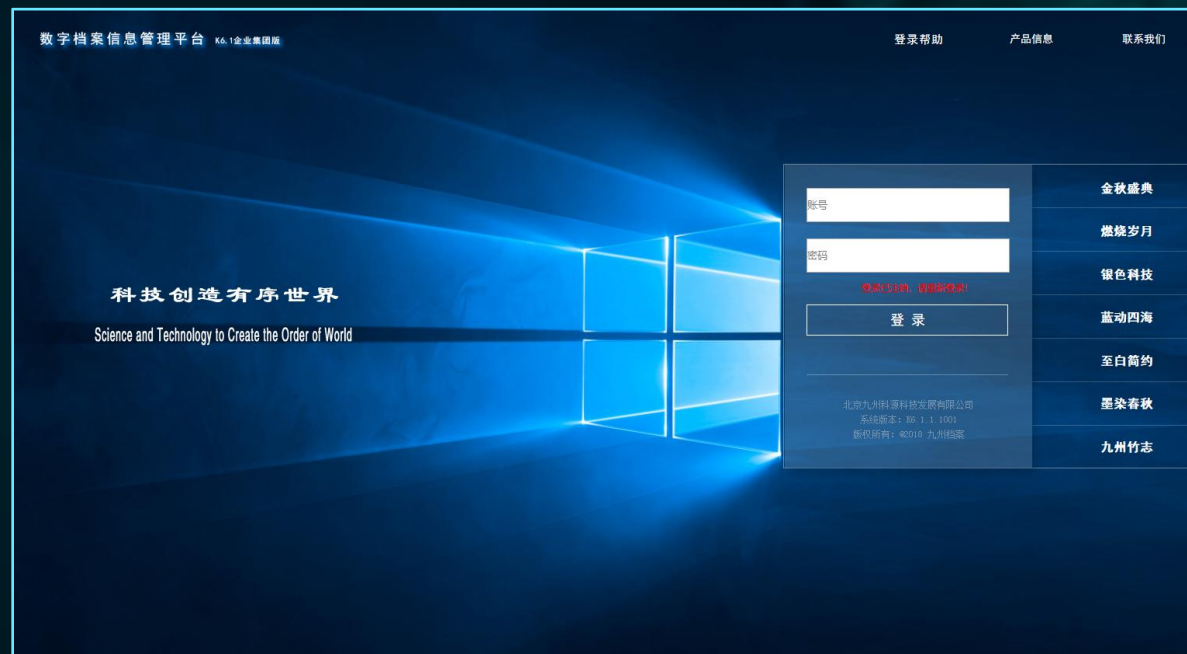 数字档案信息管理平台 K6.1企业集团版
登录帮助
产品信息
联系我们
科技创造有序世界
Science and Technology to Create the Order of World
账号
密码
登录
北京九州科源科技发展有限公司
系统版本: K6.1.1.1001
版权所有: ©2018 九州档案
金秋盛典
燃烧岁月
银色科技
蓝动四海
至白简约
墨染春秋
九州竹志